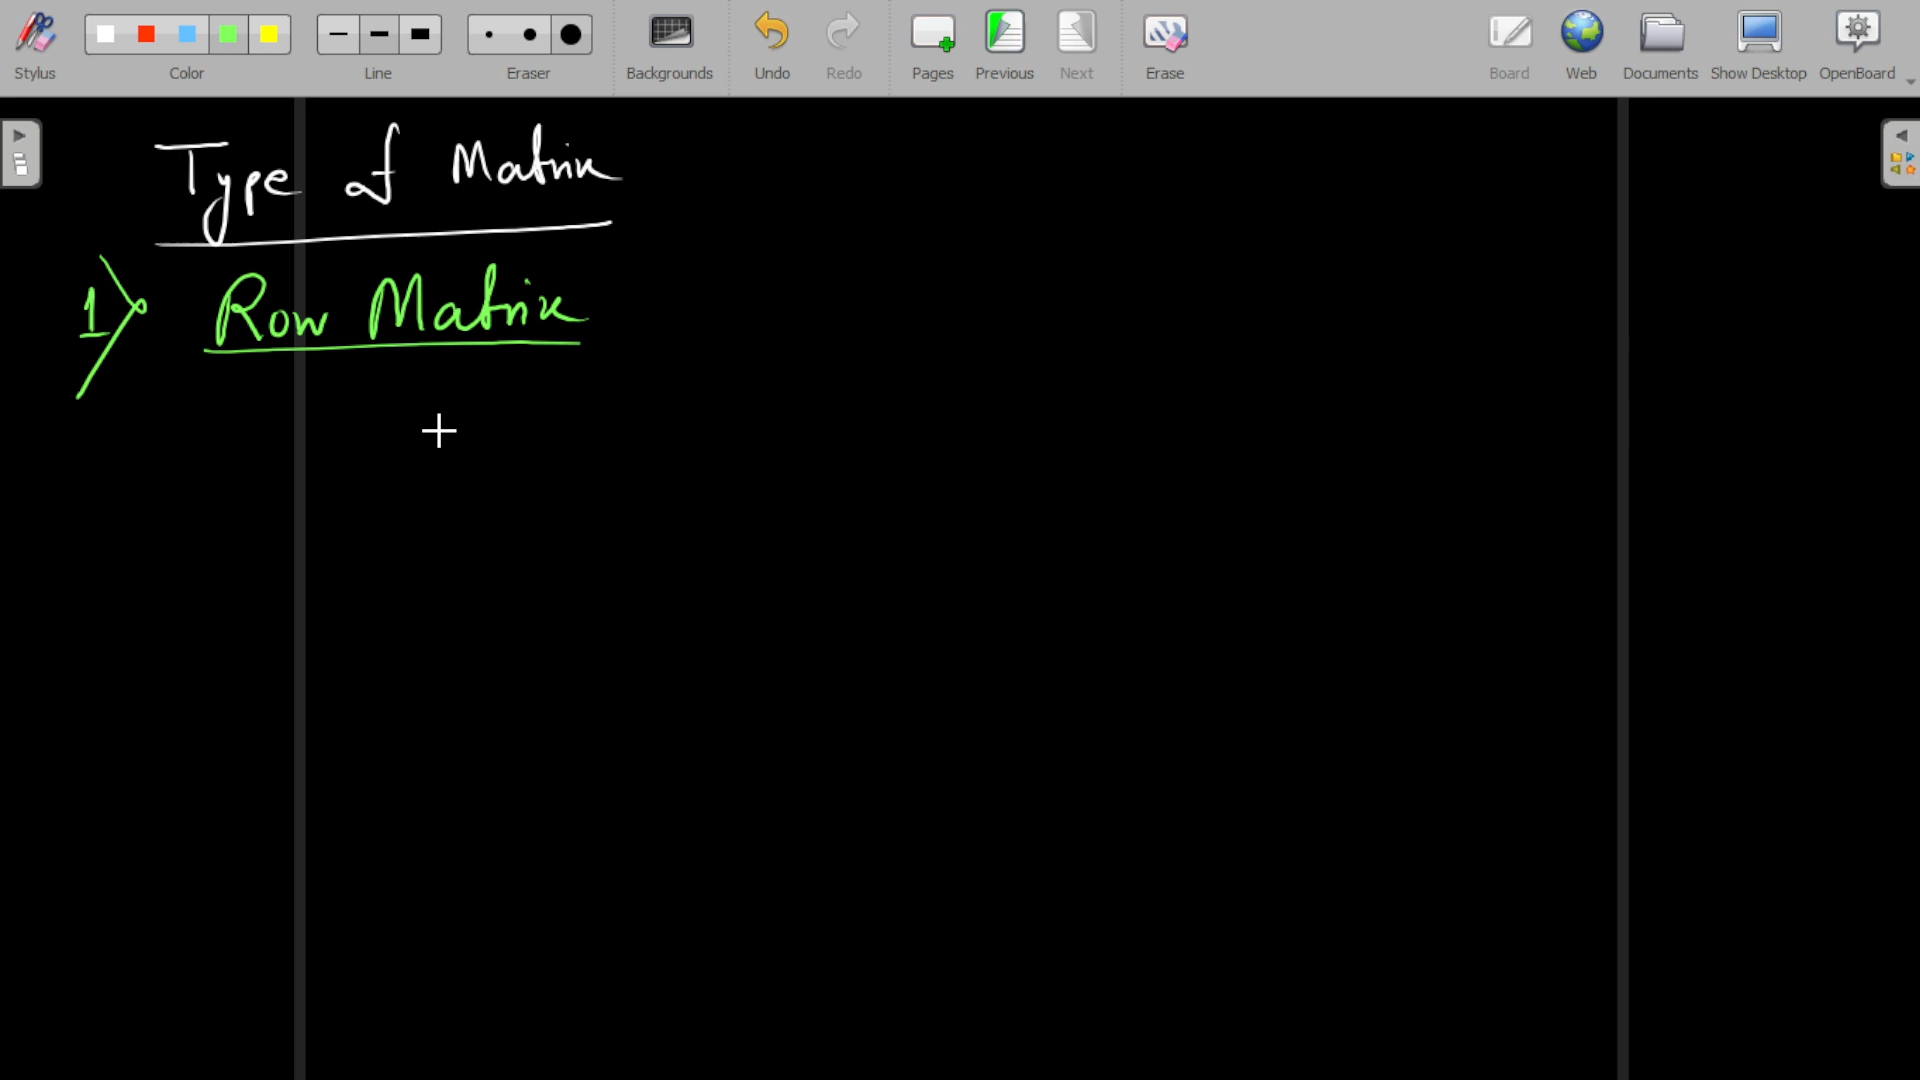 Stylus Color Line Eraser Backgrounds Undo Redo Pages Previous Next Erase Board Web Documents Show Desktop OpenBoard
Type of Matrix
1) Row Matrix